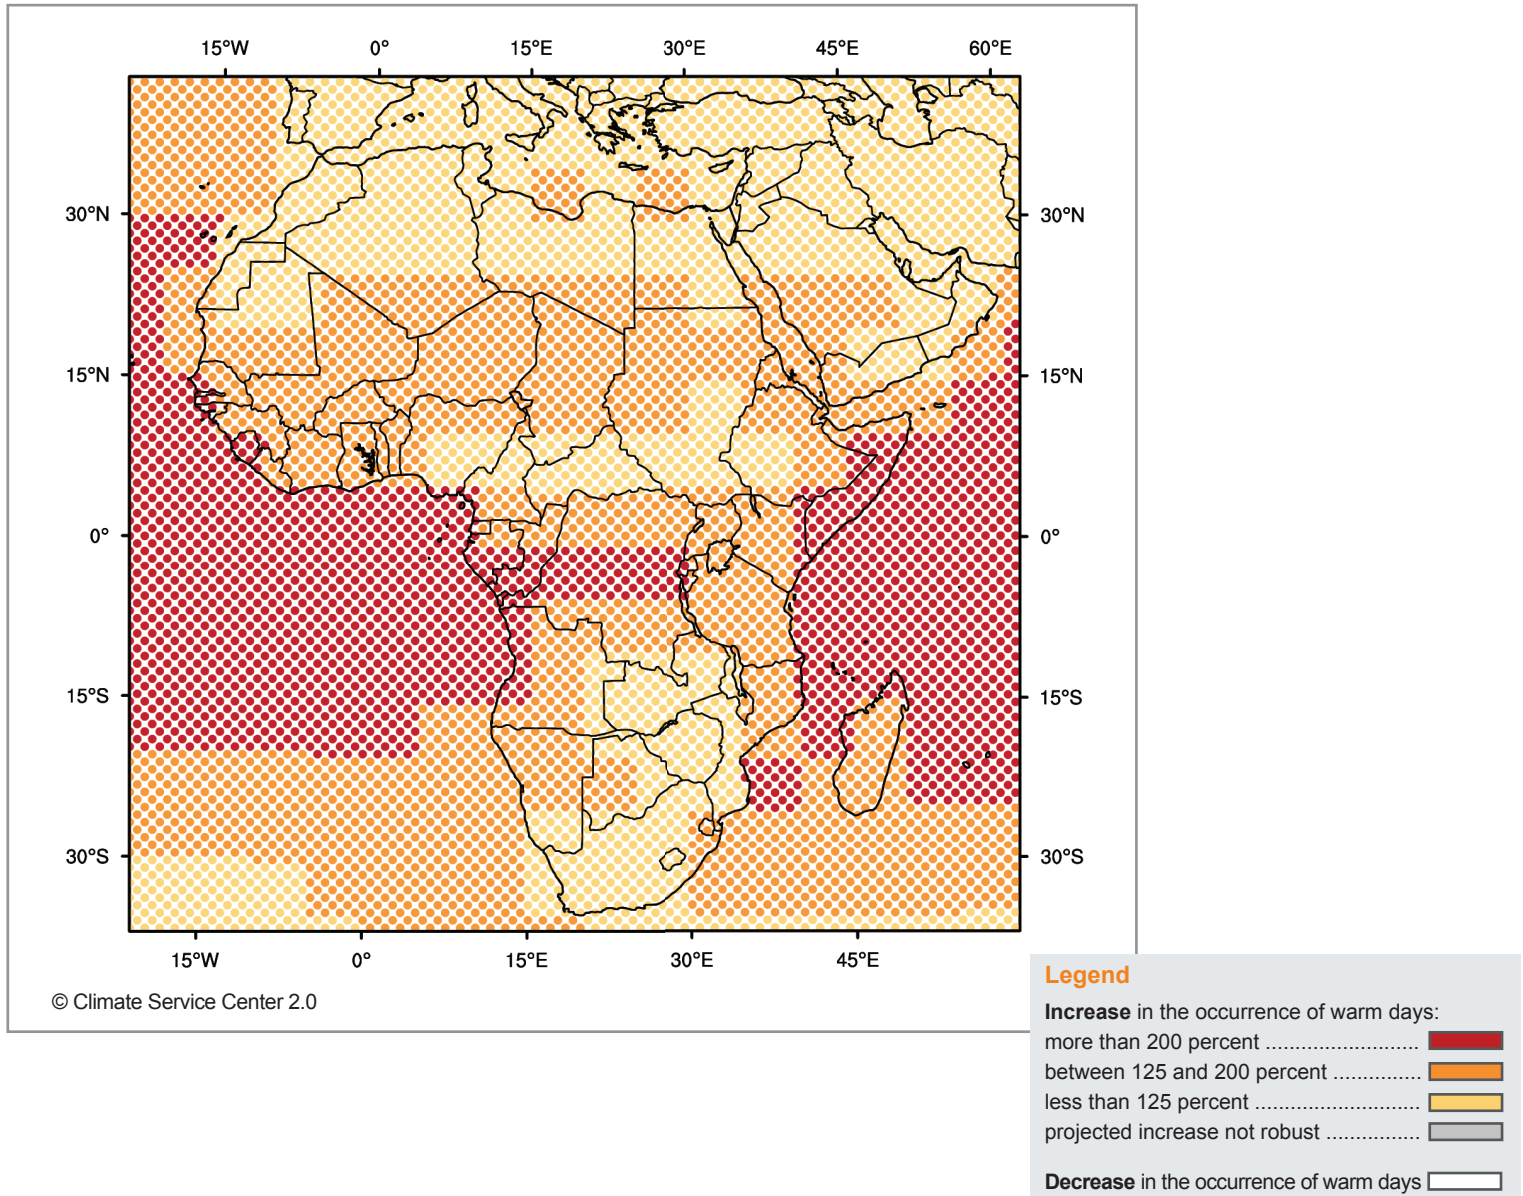 15°W 0° 15°E 30°E 45°E 60°E
30°N 30°N
15°N 15°N
0° 0°
15°S 15°S
30°S 30°S
15°W 0° 15°E 30°E 45°E
© Climate Service Center 2.0
Legend
Increase in the occurrence of warm days:
more than 200 percent ..........................
between 125 and 200 percent ...............
less than 125 percent ............................
projected increase not robust ................
Decrease in the occurrence of warm days